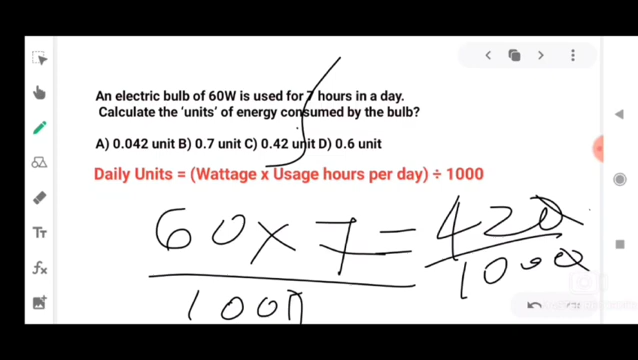 An electric bulb of 60W is used for 7 hours in a day.
Calculate the ‘units’ of energy consumed by the bulb?
A) 0.042 unit B) 0.7 unit C) 0.42 unit D) 0.6 unit
Daily Units = (Wattage x Usage hours per day) ÷ 1000
60 x 7 = 420
1000 1000
Tт
fx